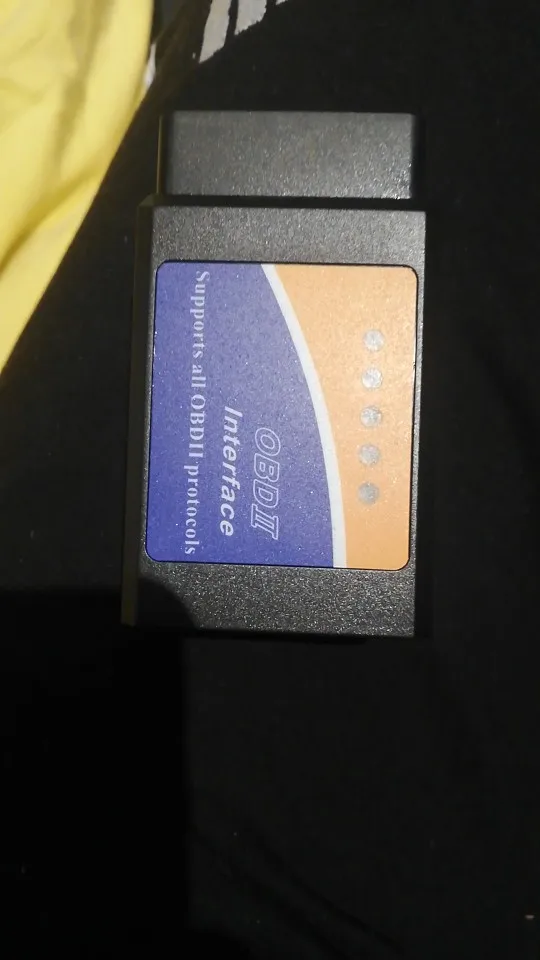 OBDII
Interface
Supports all OBDII protocols